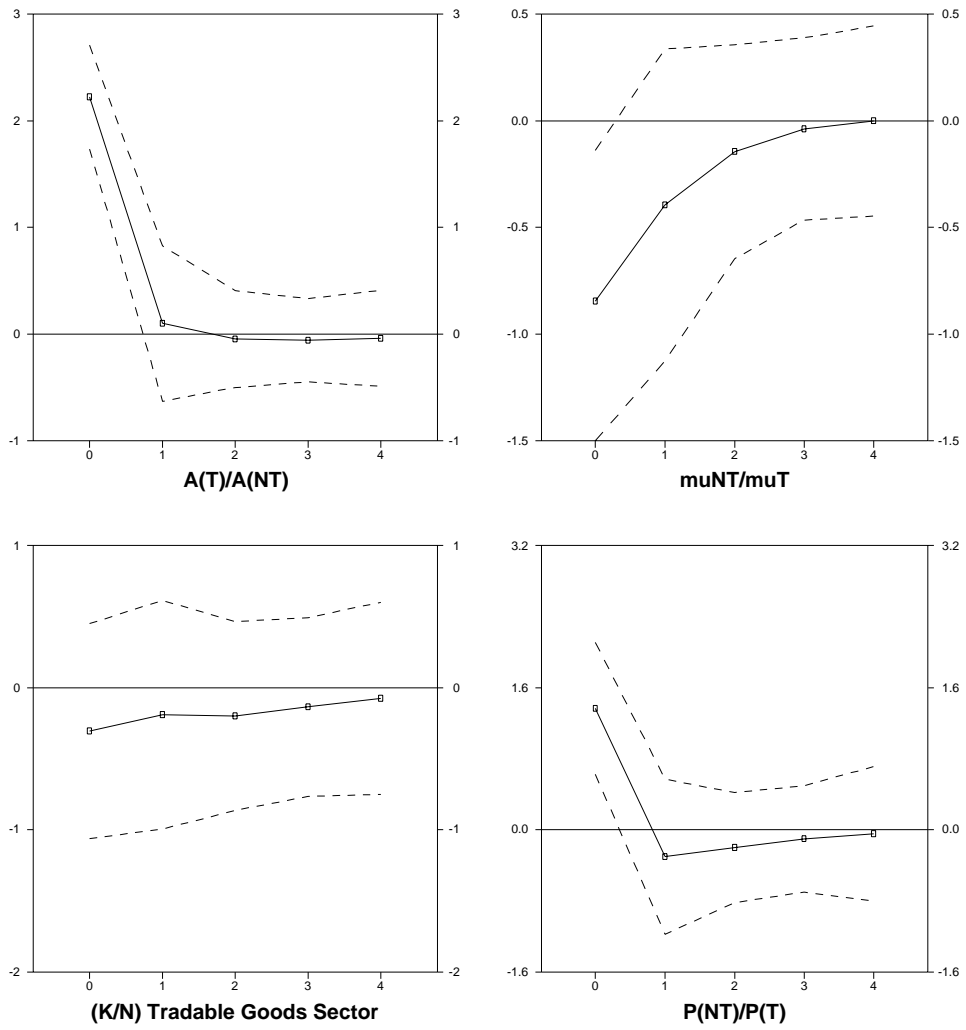 3 3 0.5 0.5
2 2 0.0 0.0
1 1 -0.5 -0.5
0 0 -1.0 -1.0
-1 -1 -1.5 -1.5
0 1 2 3 4 0 1 2 3 4
A(T)/A(NT) muNT/muT
1 1 3.2 3.2
0 0 1.6 1.6
-1 -1 0.0 0.0
-2 -2 -1.6 -1.6
0 1 2 3 4 0 1 2 3 4
(K/N) Tradable Goods Sector P(NT)/P(T)